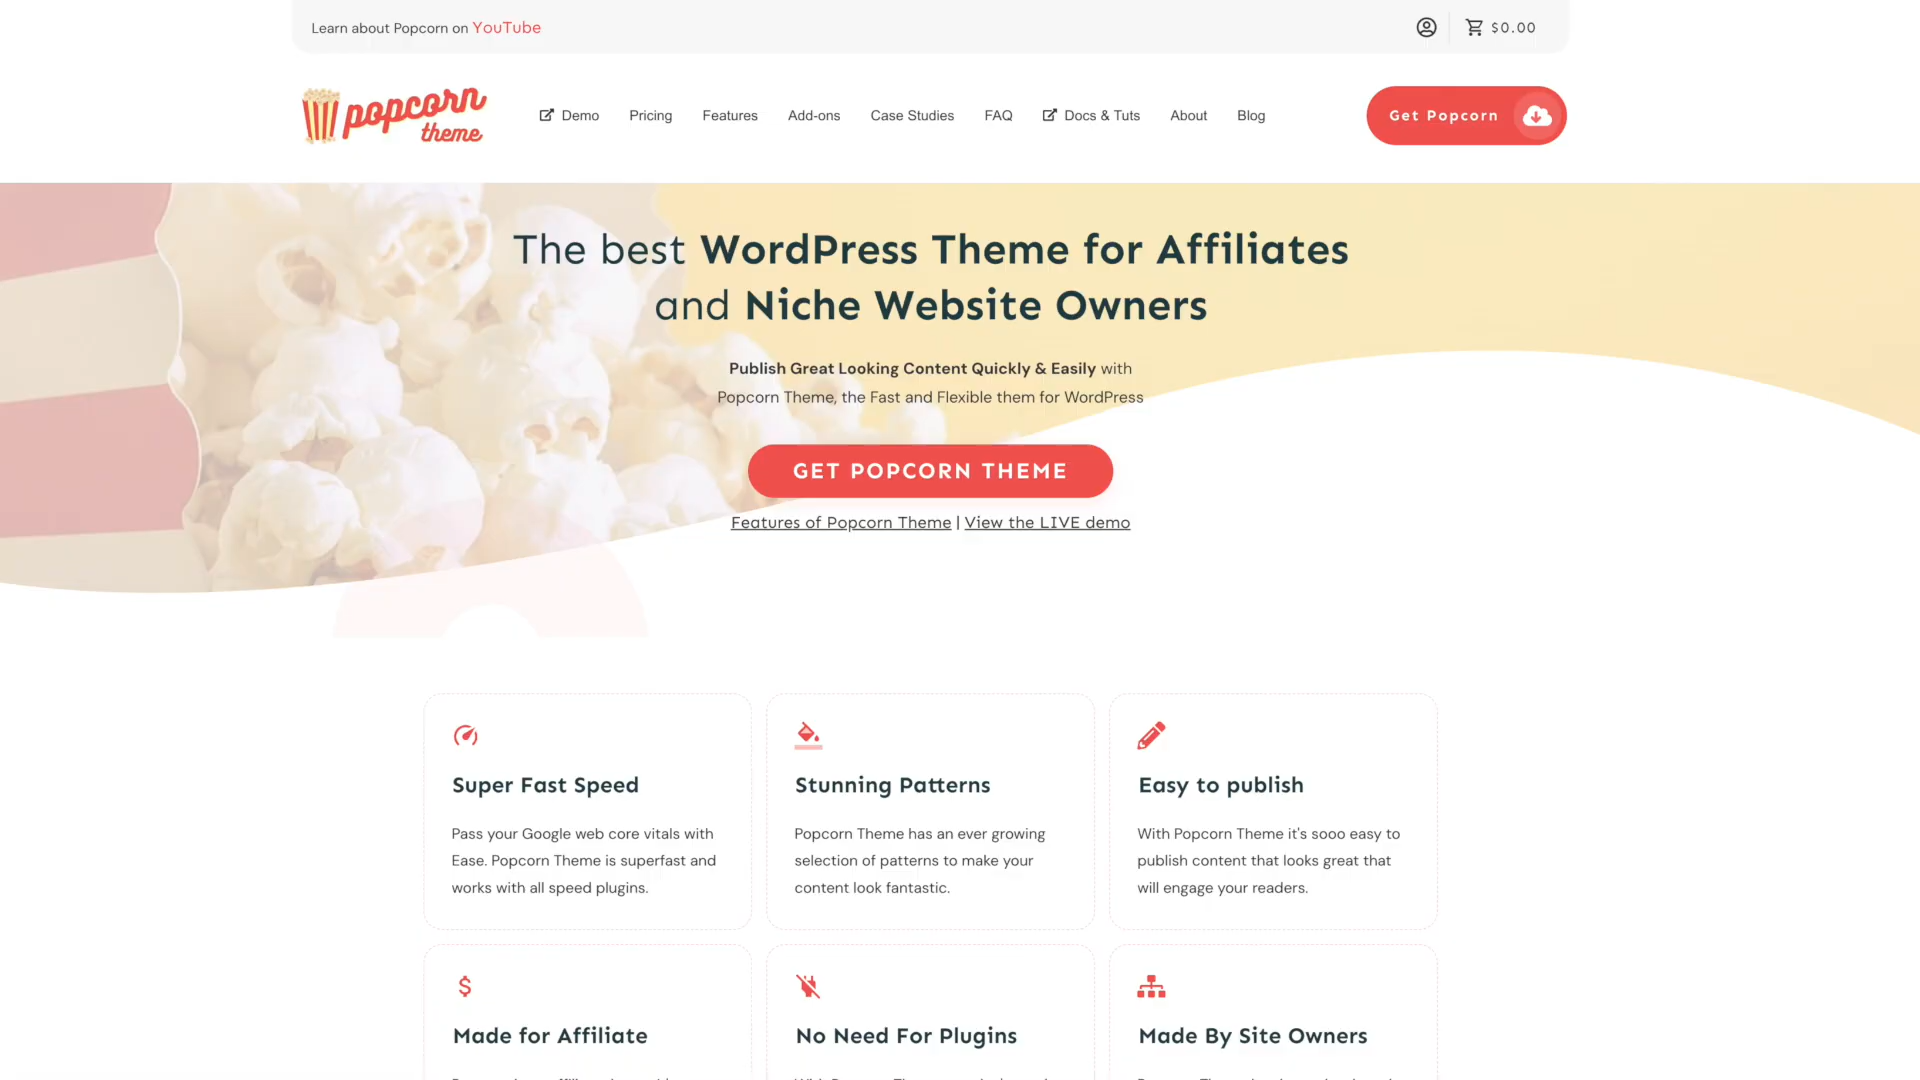 Learn about Popcorn on YouTube
$0.00
popcorn
theme
Demo
Pricing
Features
Add-ons
Case Studies
FAQ
Docs & Tuts
About
Blog
Get Popcorn
The best WordPress Theme for Affiliates
and Niche Website Owners
Publish Great Looking Content Quickly & Easily with
Popcorn Theme, the Fast and Flexible them for WordPress
GET POPCORN THEME
Features of Popcorn Theme | View the LIVE demo
Super Fast Speed
Pass your Google web core vitals with
Ease. Popcorn Theme is superfast and
works with all speed plugins.
Stunning Patterns
Popcorn Theme has an ever growing
selection of patterns to make your
content look fantastic.
Easy to publish
With Popcorn Theme it's sooo easy to
publish content that looks great that
will engage your readers.
Made for Affiliate
No Need For Plugins
Made By Site Owners